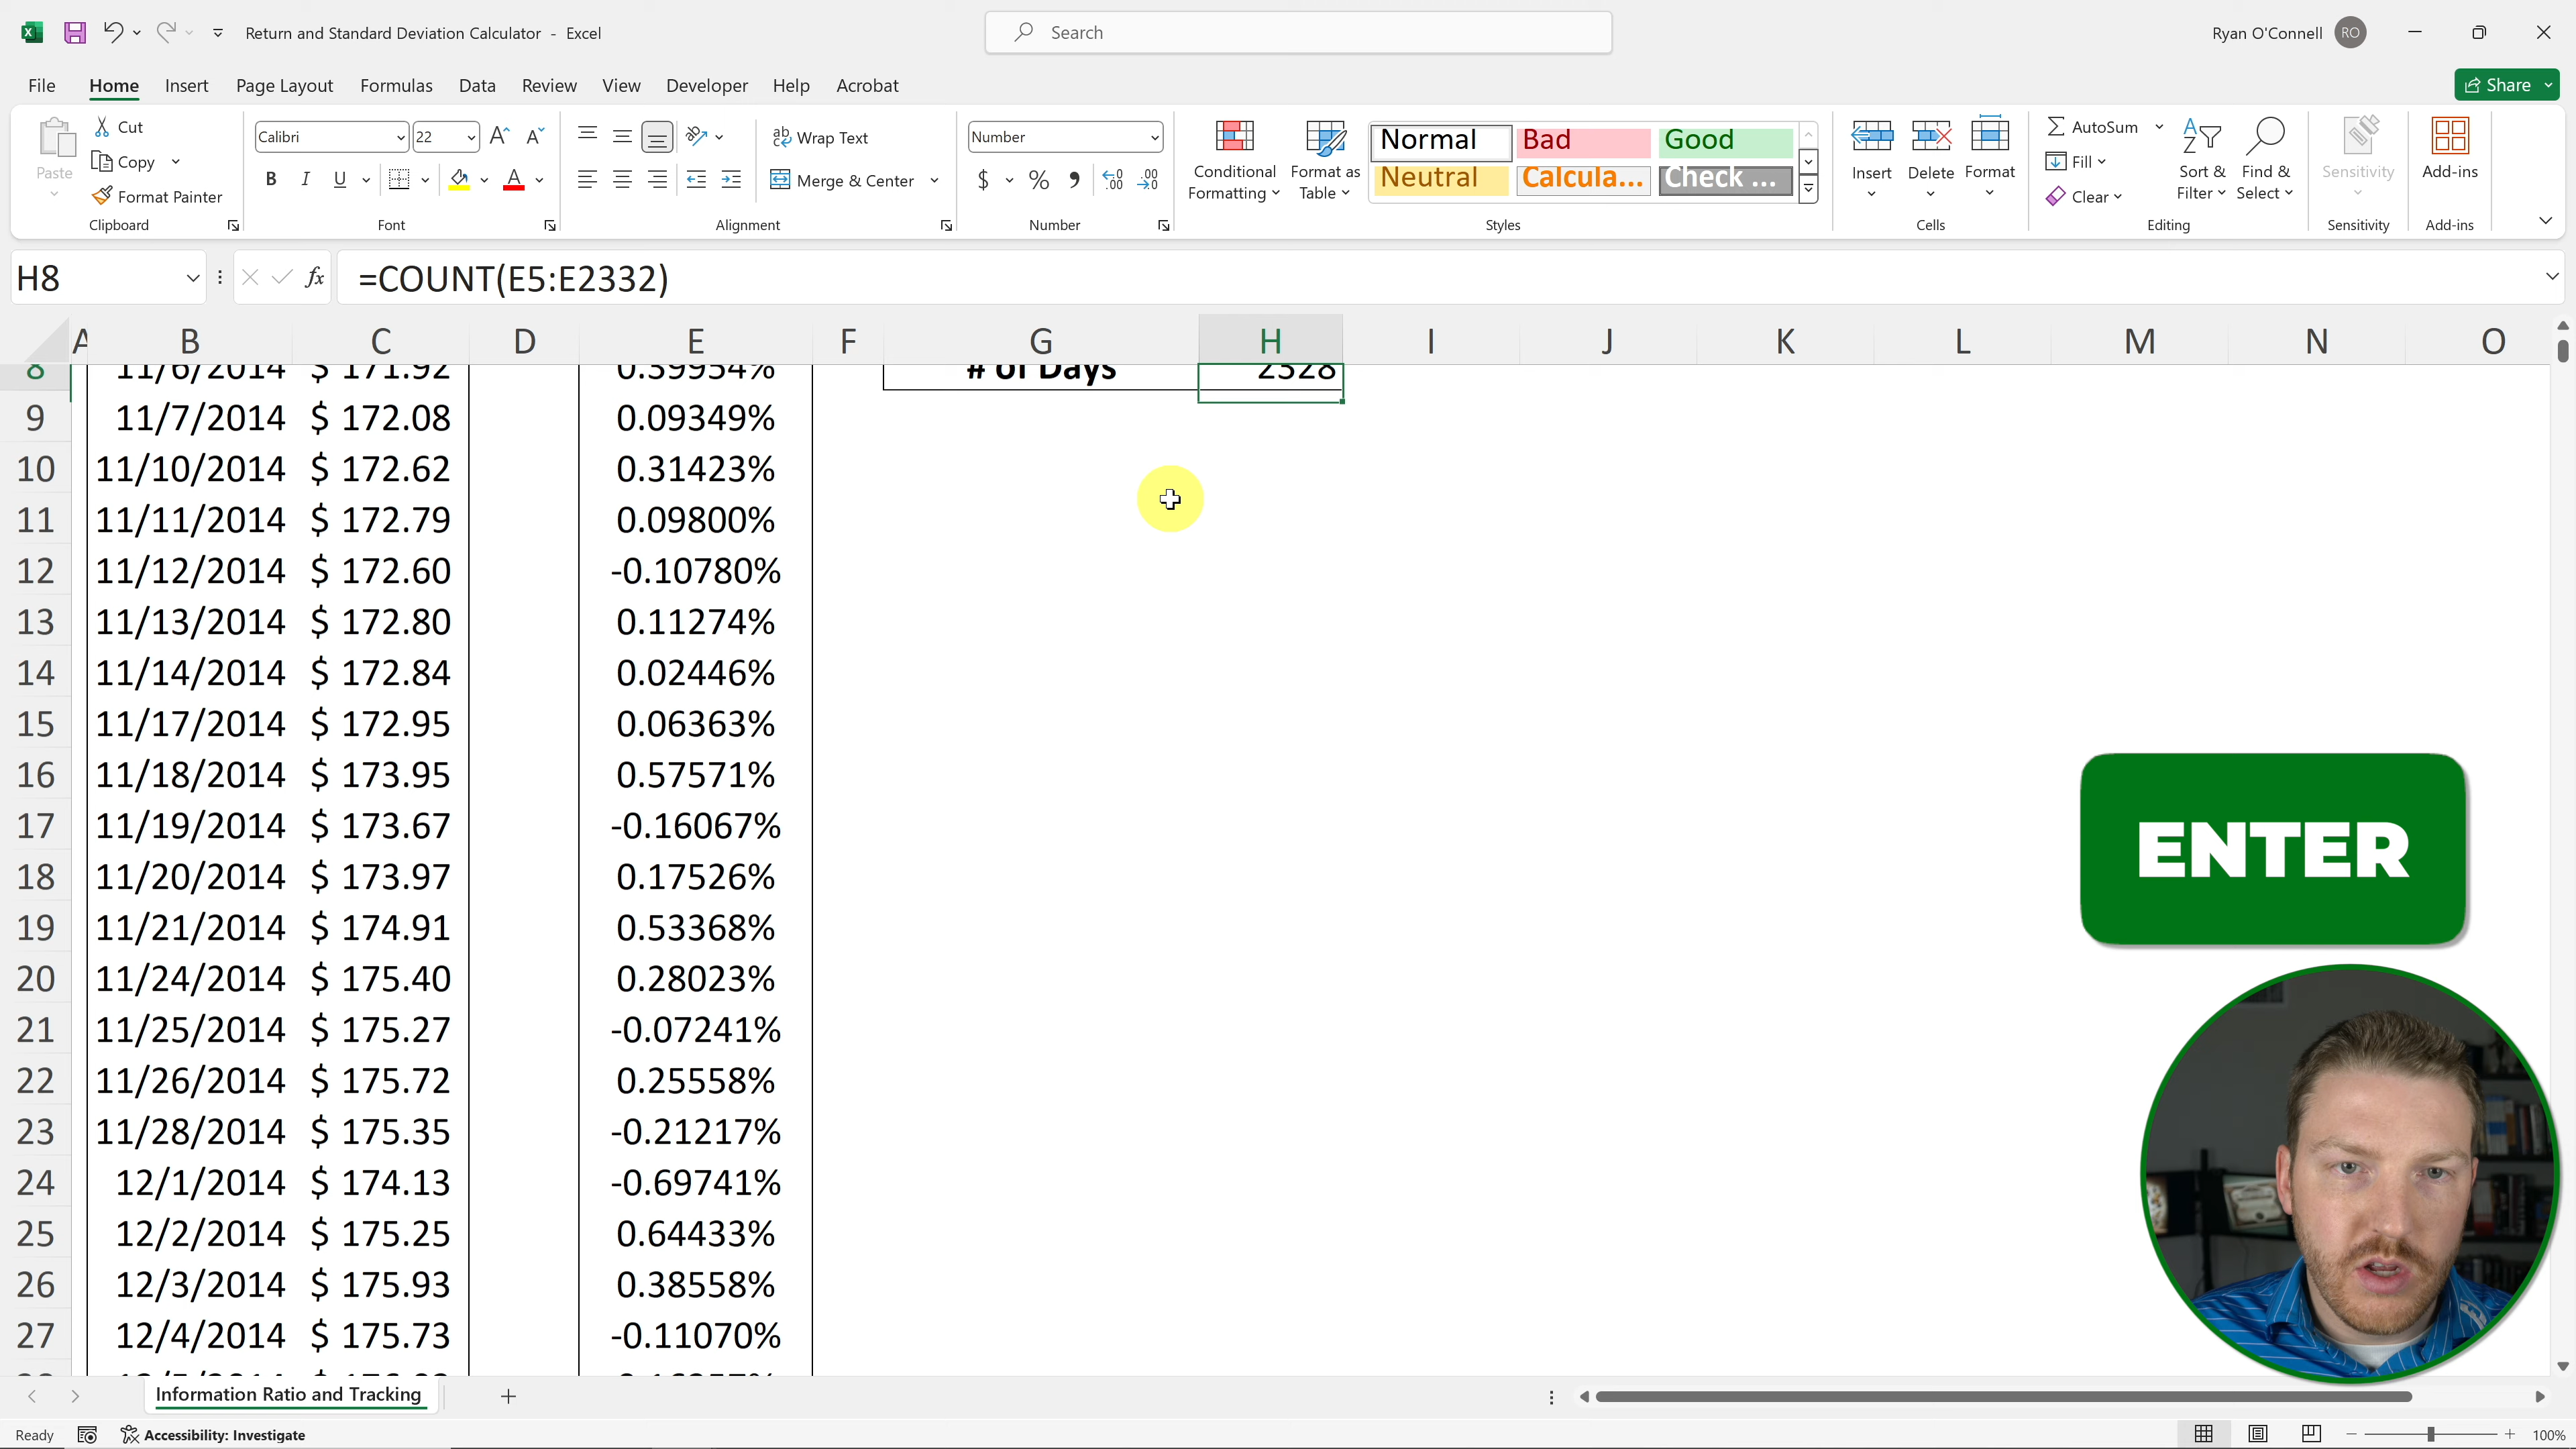 Return and Standard Deviation Calculator - Excel
Search
Ryan O'Connell
RO
File Home Insert Page Layout Formulas Data Review View Developer Help Acrobat
Share
Paste
Cut
Copy
Format Painter
Clipboard
Calibri
22
B I U
Font
Wrap Text
Merge & Center
Alignment
Number
$ %
Number
Conditional Formatting
Format as Table
Normal Bad Good
Neutral Calcula... Check ...
Styles
Insert Delete Format
Cells
AutoSum
Fill
Clear
Sort & Filter
Find & Select
Editing
Sensitivity
Sensitivity
Add-ins
Add-ins
H8
fx
=COUNT(E5:E2332)
A B C D E F G H I J K L M N O
8 11/6/2014 $ 171.92 0.39954% # of Days 2328
9 11/7/2014 $ 172.08 0.09349%
10 11/10/2014 $ 172.62 0.31423%
11 11/11/2014 $ 172.79 0.09800%
12 11/12/2014 $ 172.60 -0.10780%
13 11/13/2014 $ 172.80 0.11274%
14 11/14/2014 $ 172.84 0.02446%
15 11/17/2014 $ 172.95 0.06363%
16 11/18/2014 $ 173.95 0.57571%
17 11/19/2014 $ 173.67 -0.16067%
18 11/20/2014 $ 173.97 0.17526%
19 11/21/2014 $ 174.91 0.53368%
20 11/24/2014 $ 175.40 0.28023%
21 11/25/2014 $ 175.27 -0.07241%
22 11/26/2014 $ 175.72 0.25558%
23 11/28/2014 $ 175.35 -0.21217%
24 12/1/2014 $ 174.13 -0.69741%
25 12/2/2014 $ 175.25 0.64433%
26 12/3/2014 $ 175.93 0.38558%
27 12/4/2014 $ 175.73 -0.11070%
ENTER
Information Ratio and Tracking
Ready
Accessibility: Investigate
100%